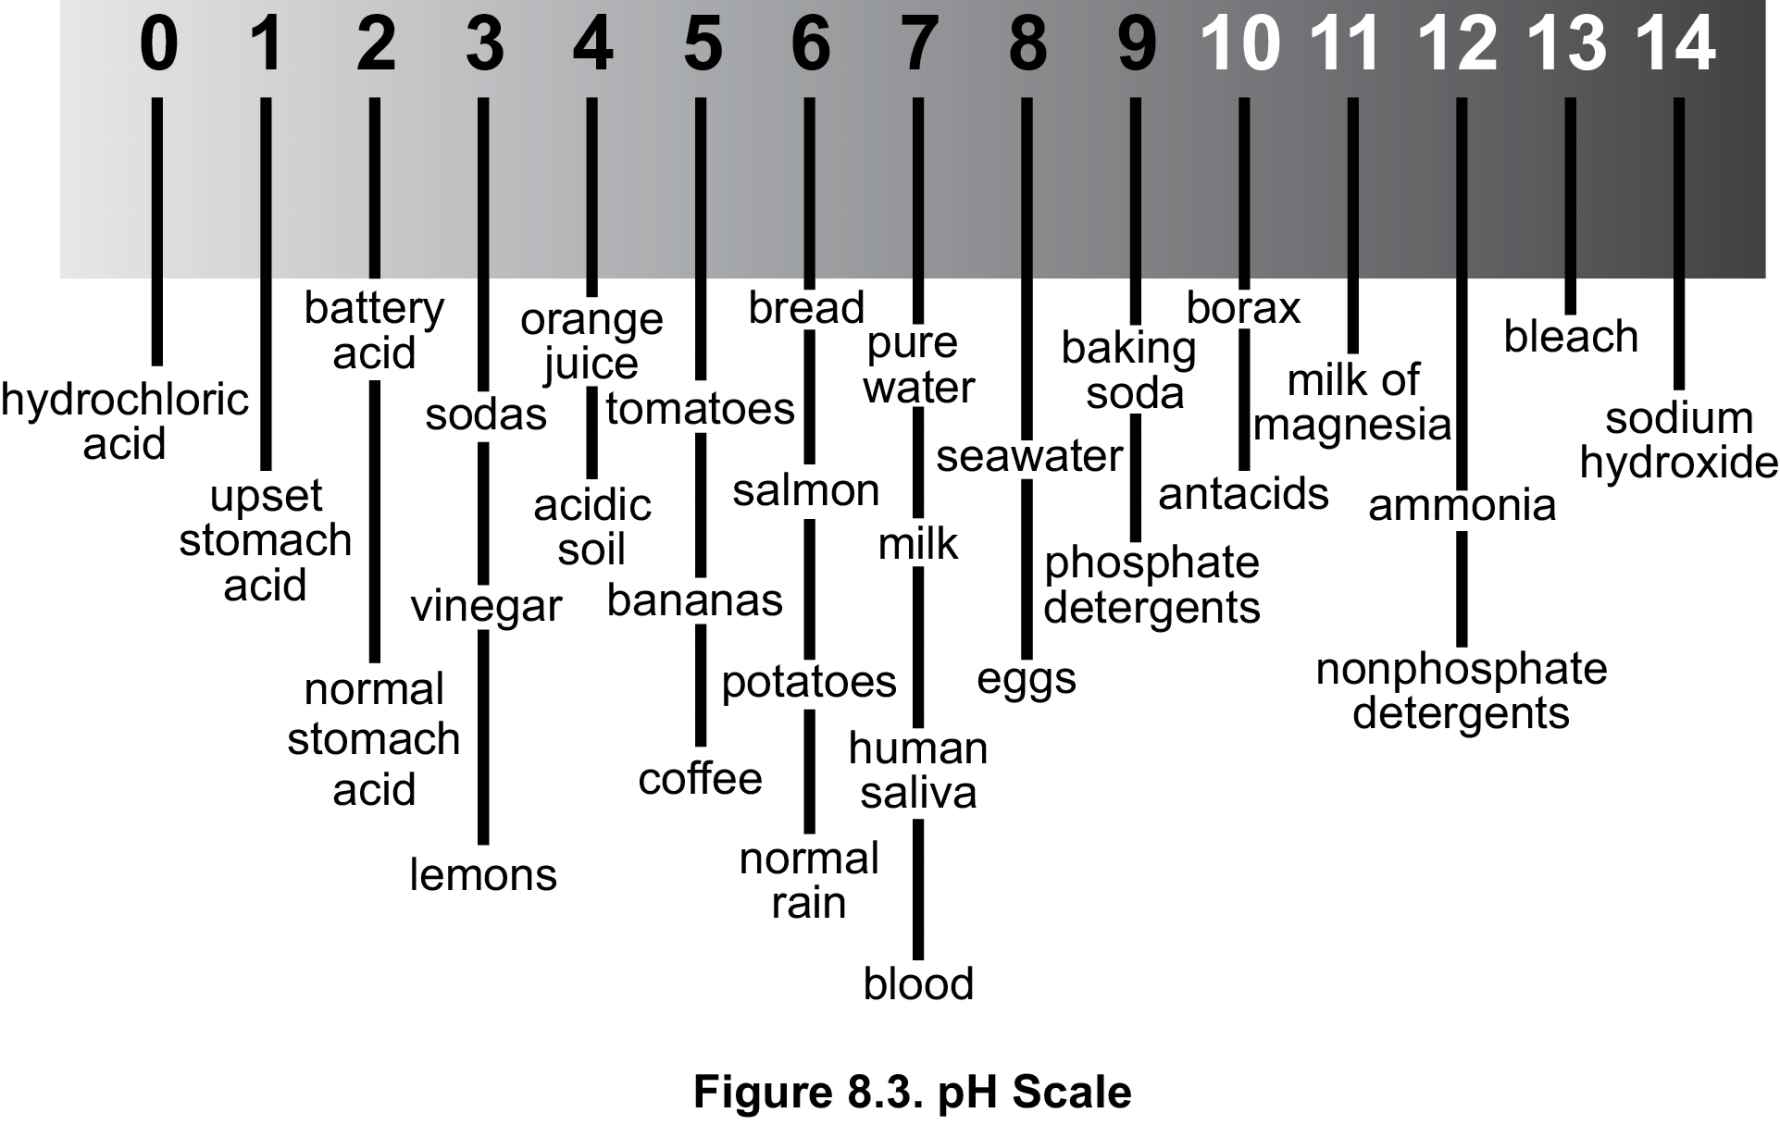 0 1 2 3 4 5 6 7 8 9 10 11 12 13 14
hydrochloric
acid
upset
stomach
acid
battery
acid
normal
stomach
acid
sodas
vinegar
lemons
orange
juice
acidic
soil
tomatoes
bananas
coffee
bread
salmon
potatoes
normal
rain
pure
water
milk
human
saliva
blood
seawater
eggs
baking
soda
phosphate
detergents
borax
antacids
milk of
magnesia
ammonia
nonphosphate
detergents
bleach
sodium
hydroxide
Figure 8.3. pH Scale